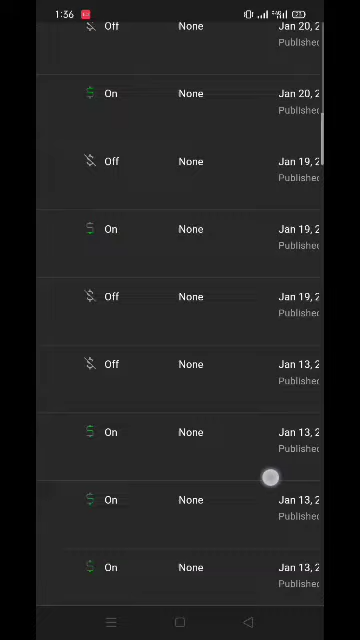 1:36
Off None Jan 20, 2
Published
$ On None Jan 20, 2
Published
Off None Jan 19, 2
Published
$ On None Jan 19, 2
Published
Off None Jan 19, 2
Published
Off None Jan 13, 2
Published
$ On None Jan 13, 2
Published
$ On None Jan 13, 2
Published
$ On None Jan 13, 2
Published